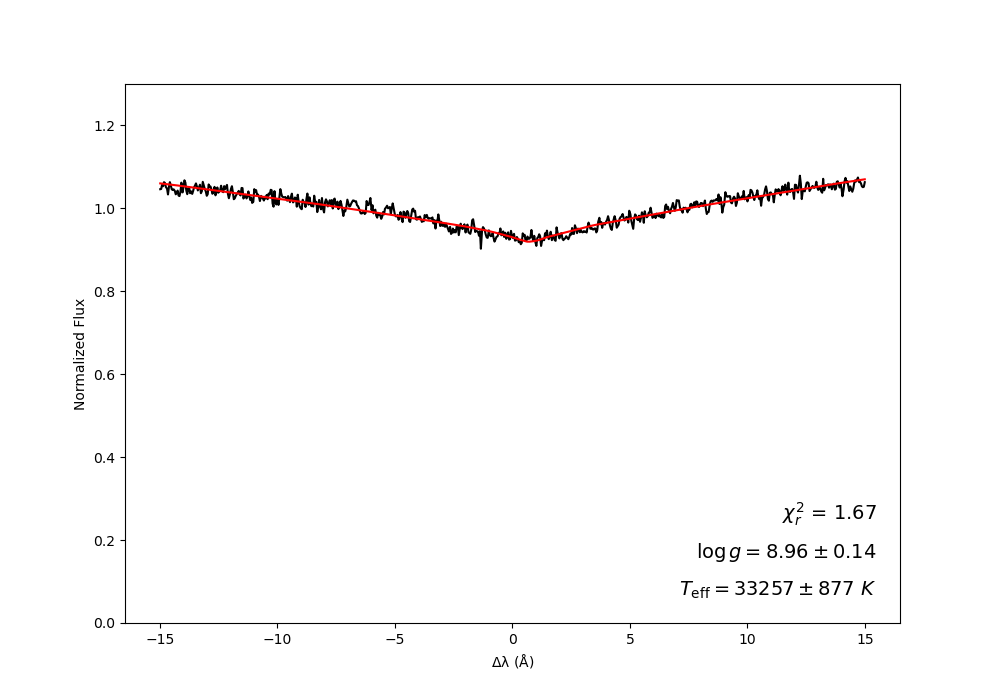 1.2
1.0
0.8
0.6
0.4
0.2
0.0
Normalized Flux
χ²ᵣ = 1.67
log g = 8.96 ± 0.14
T_eff = 33257 ± 877 K
−15 −10 −5 0 5 10 15
Δλ (Å)